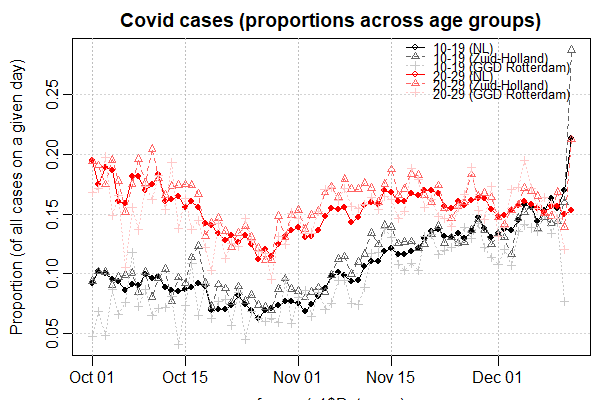 Covid cases (proportions across age groups)
10-19 (NL)
10-19 (Zuid-Holland)
10-19 (GGD Rotterdam)
20-29 (NL)
20-29 (Zuid-Holland)
20-29 (GGD Rotterdam)
Proportion (of all cases on a given day)
0.25
0.20
0.15
0.10
0.05
Oct 01 Oct 15 Nov 01 Nov 15 Dec 01